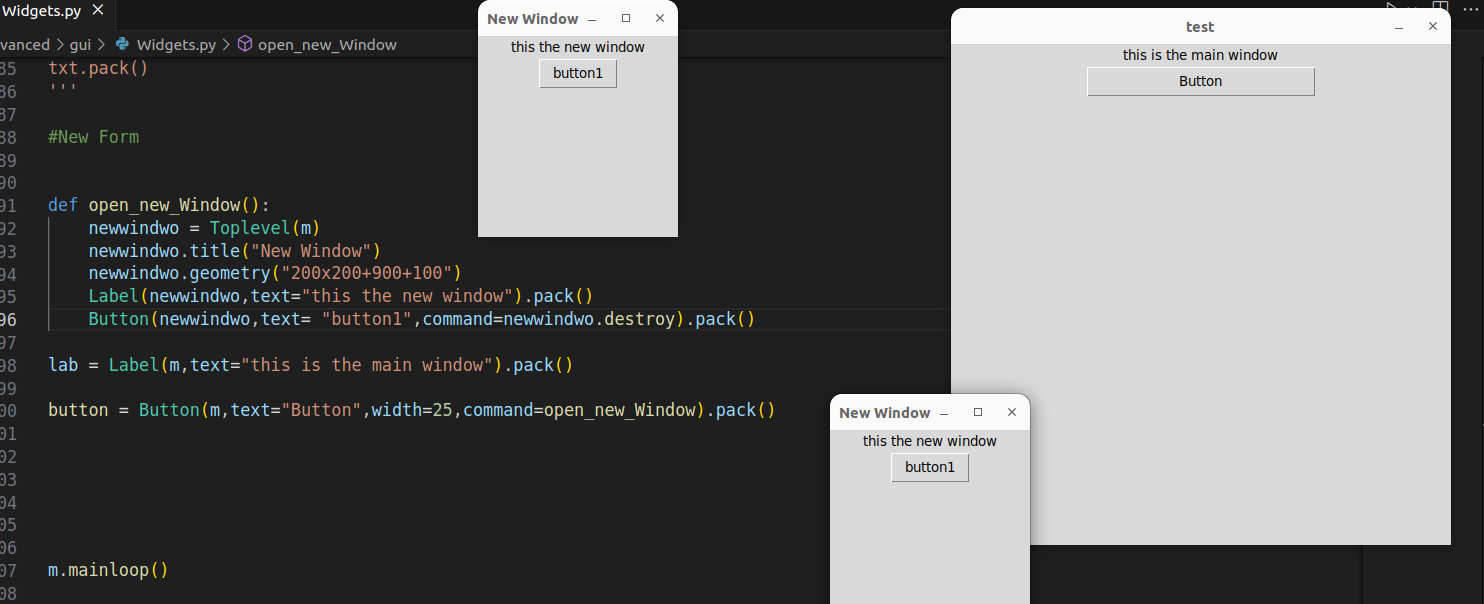 Widgets.py
vanced > gui > Widgets.py > open_new_Window
85 txt.pack()
86 '''
87
88 #New Form
89
90
91 def open_new_Window():
92 newwindwo = Toplevel(m)
93 newwindwo.title("New Window")
94 newwindwo.geometry("200x200+900+100")
95 Label(newwindwo,text="this the new window").pack()
96 Button(newwindwo,text= "button1",command=newwindwo.destroy).pack()
97
98 lab = Label(m,text="this is the main window").pack()
99
00 button = Button(m,text="Button",width=25,command=open_new_Window).pack()
01
02
03
04
05
06
07 m.mainloop()
08
New Window
this the new window
button1
test
this is the main window
Button
New Window
this the new window
button1